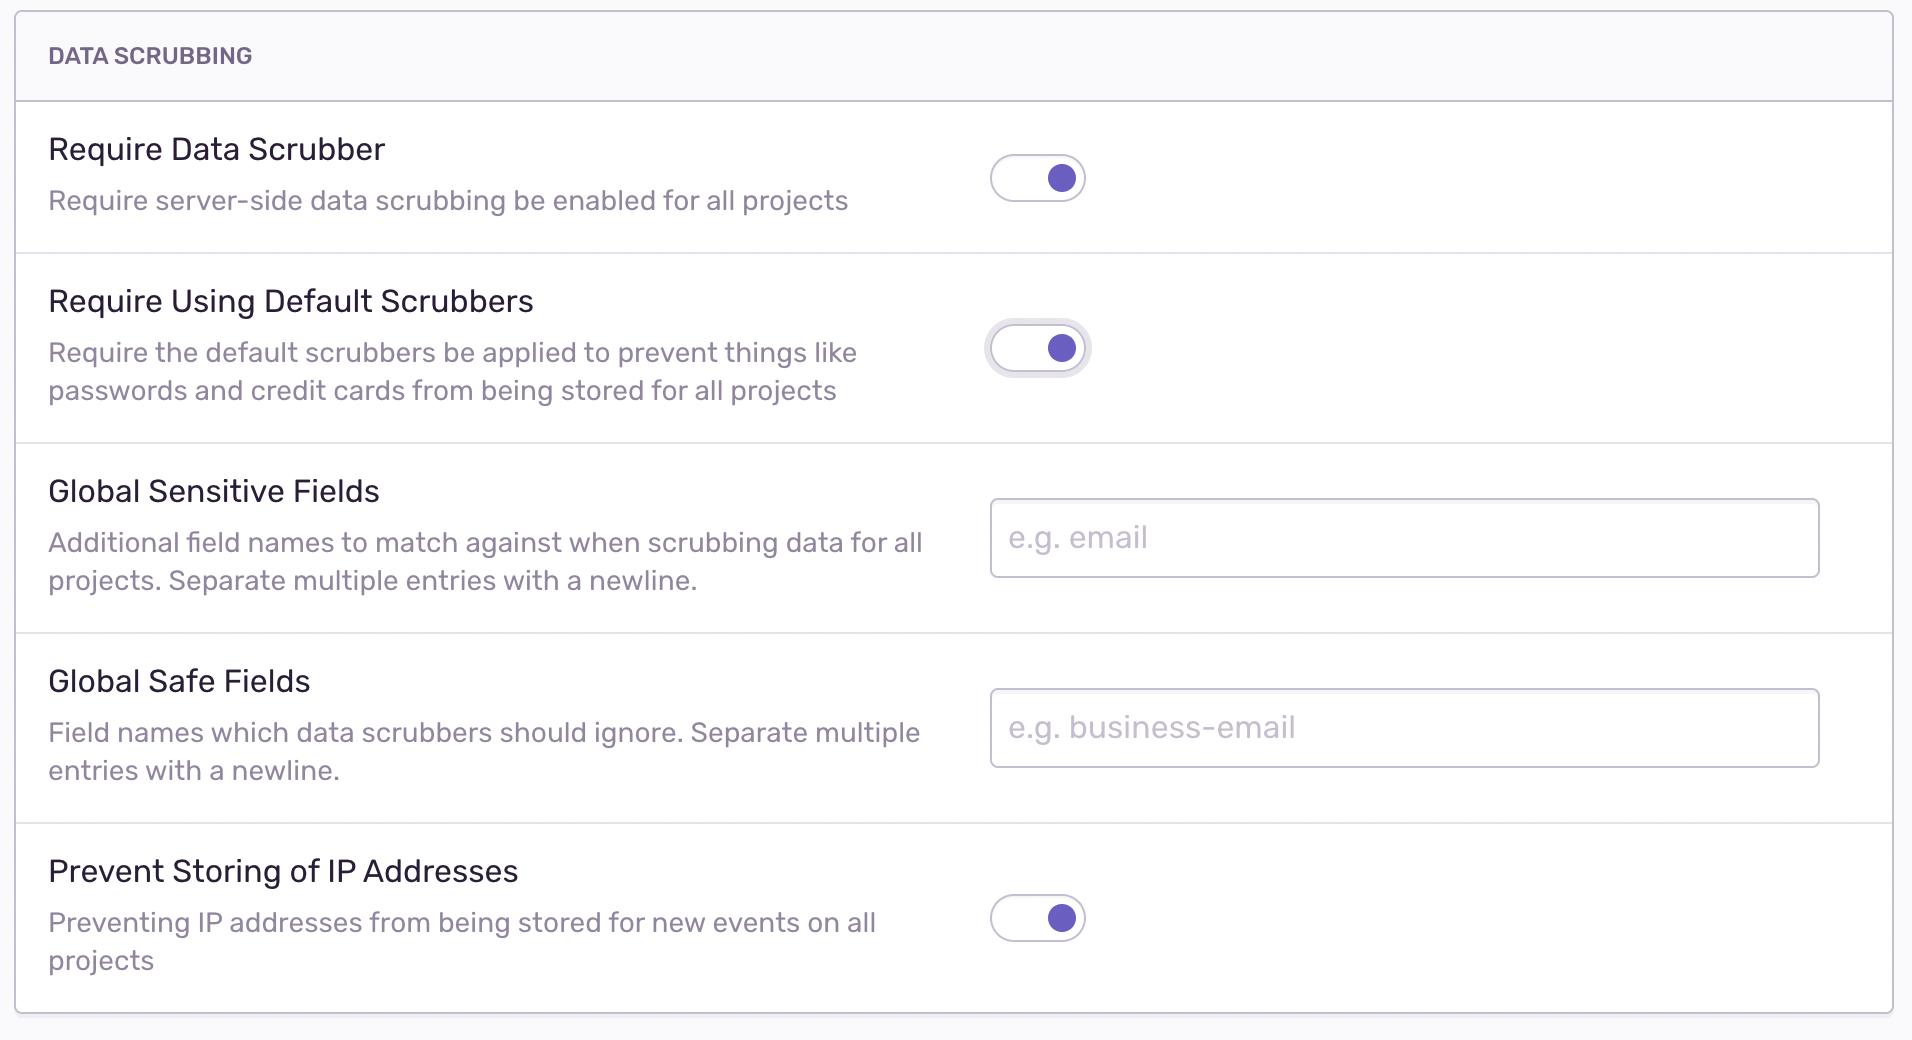 DATA SCRUBBING
Require Data Scrubber
Require server-side data scrubbing be enabled for all projects
Require Using Default Scrubbers
Require the default scrubbers be applied to prevent things like
passwords and credit cards from being stored for all projects
Global Sensitive Fields
Additional field names to match against when scrubbing data for all
projects. Separate multiple entries with a newline.
e.g. email
Global Safe Fields
Field names which data scrubbers should ignore. Separate multiple
entries with a newline.
e.g. business-email
Prevent Storing of IP Addresses
Preventing IP addresses from being stored for new events on all
projects